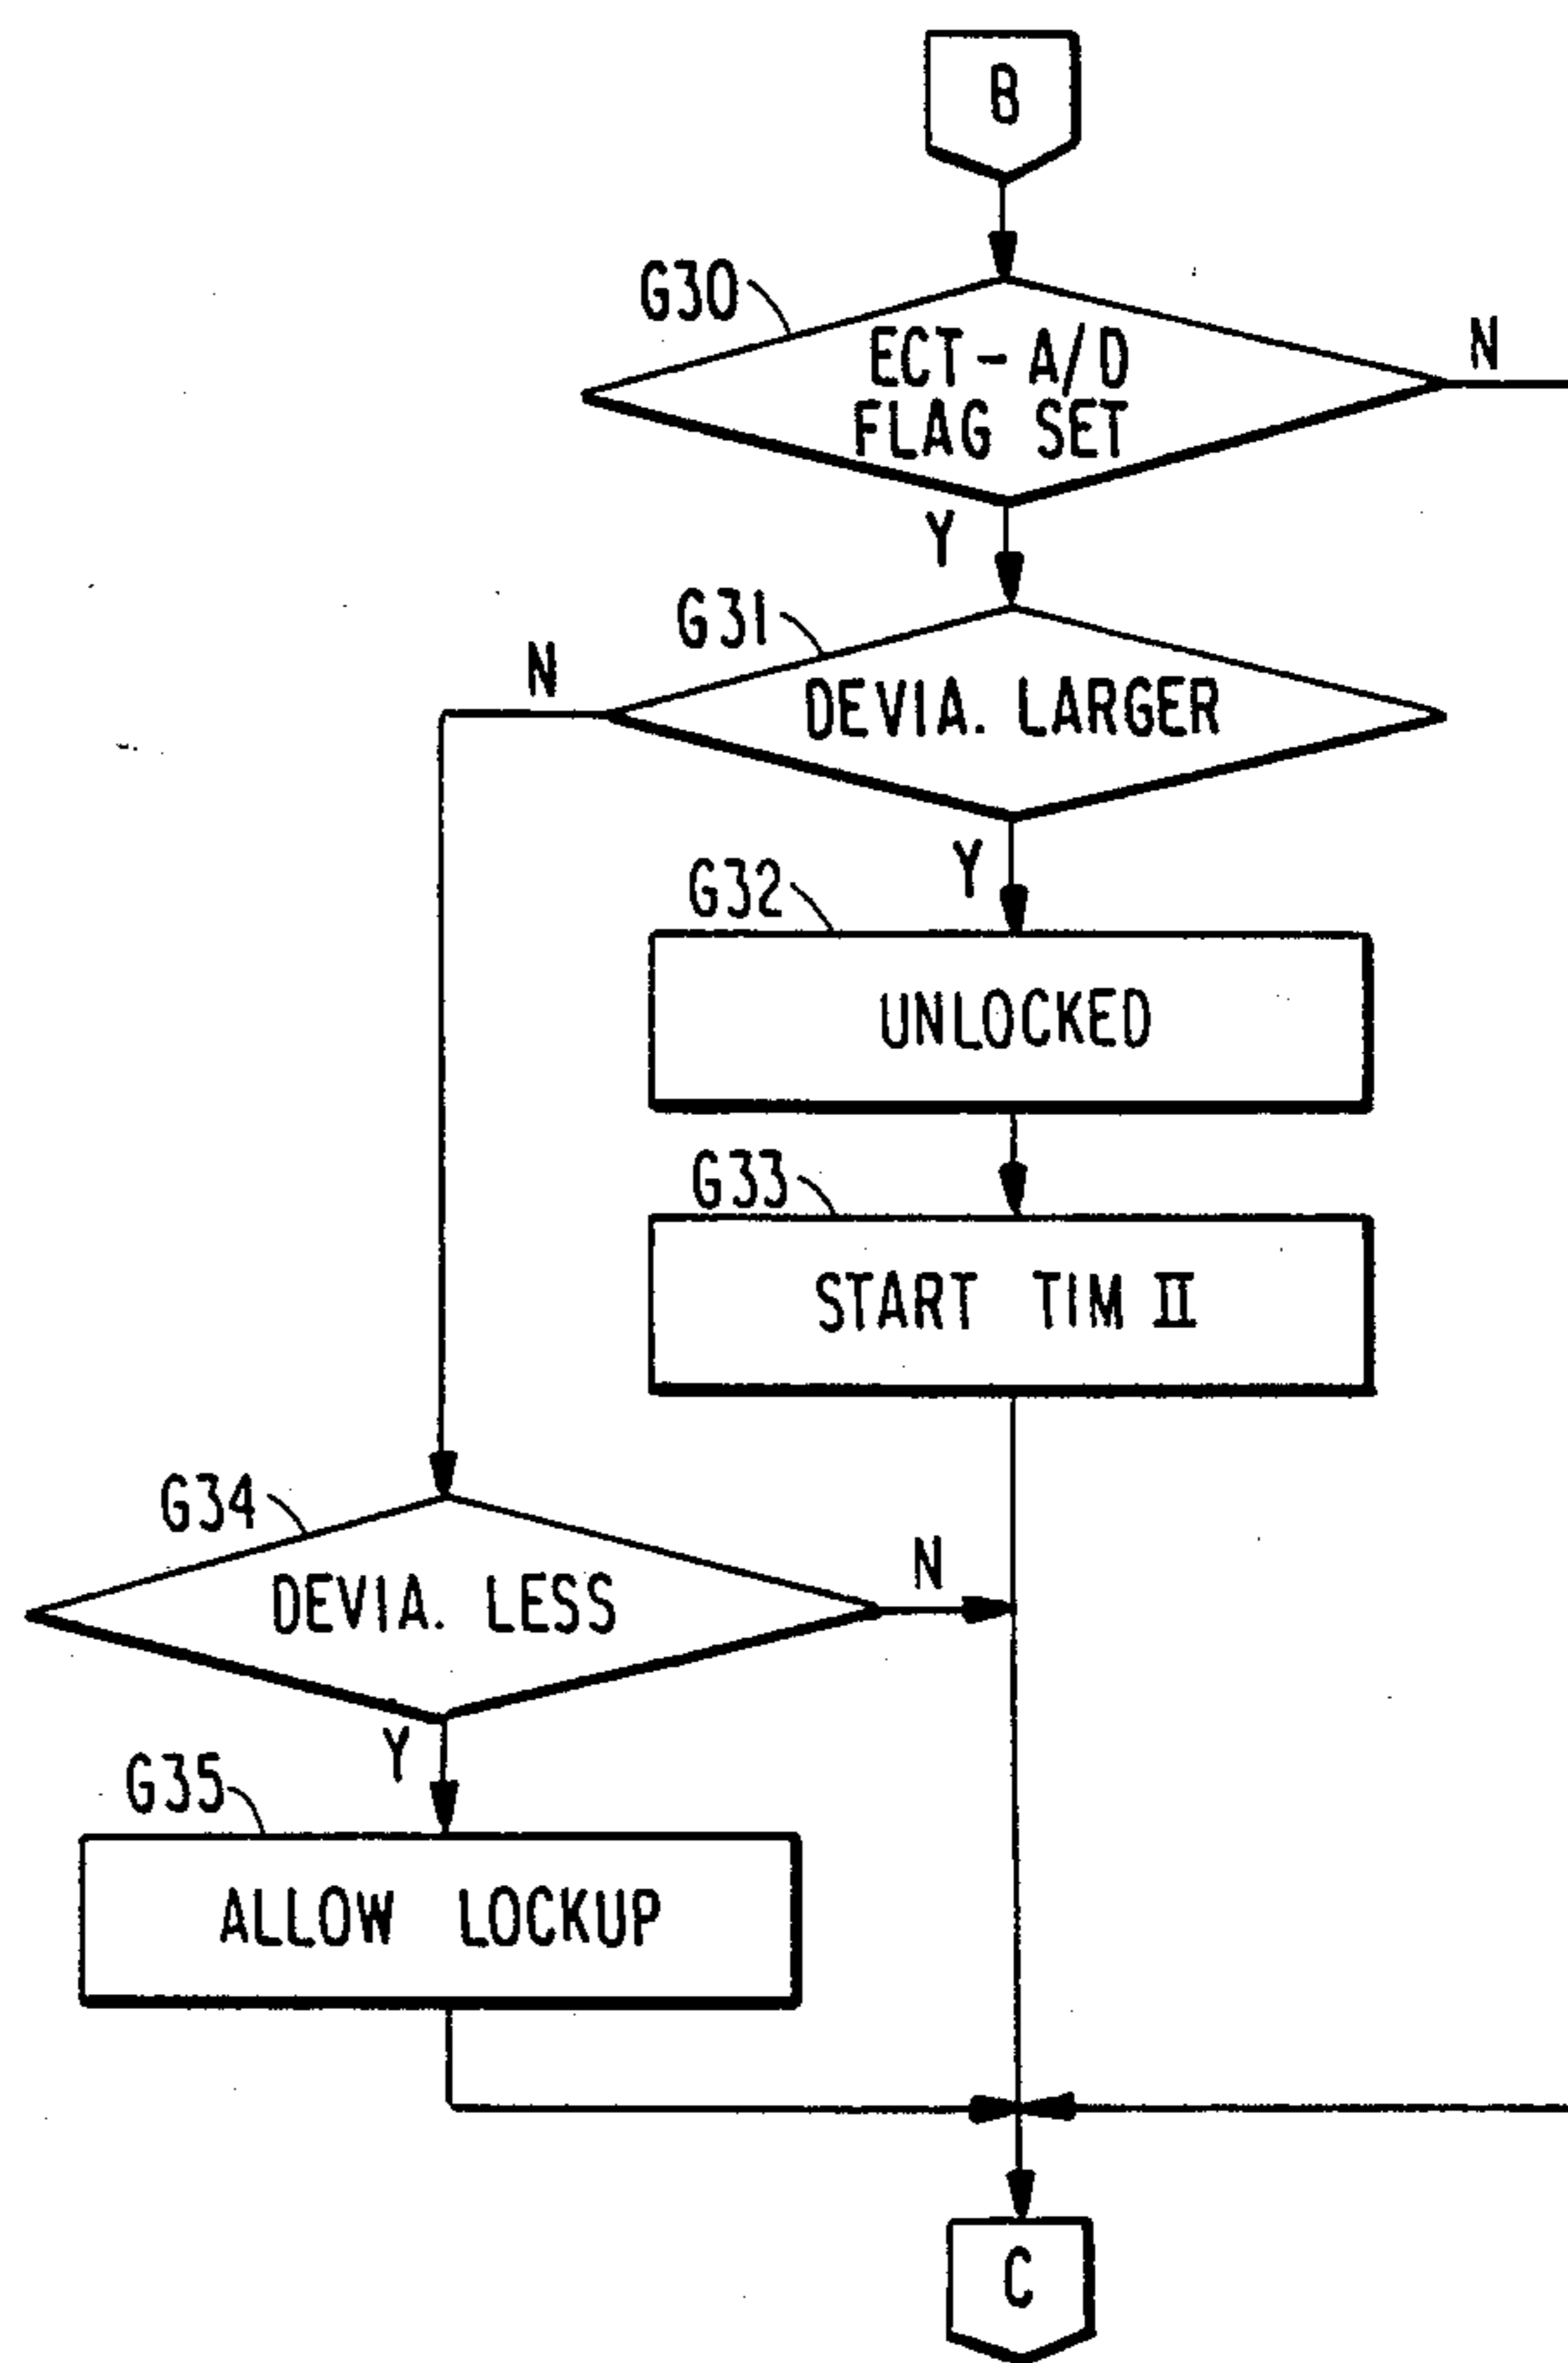 B
G30
ECT-A/D
FLAG SET
N
Y
G31
N
DEVIA. LARGER
Y
G32
UNLOCKED
G33
START TIM II
G34
DEVIA. LESS
N
Y
G35
ALLOW LOCKUP
C